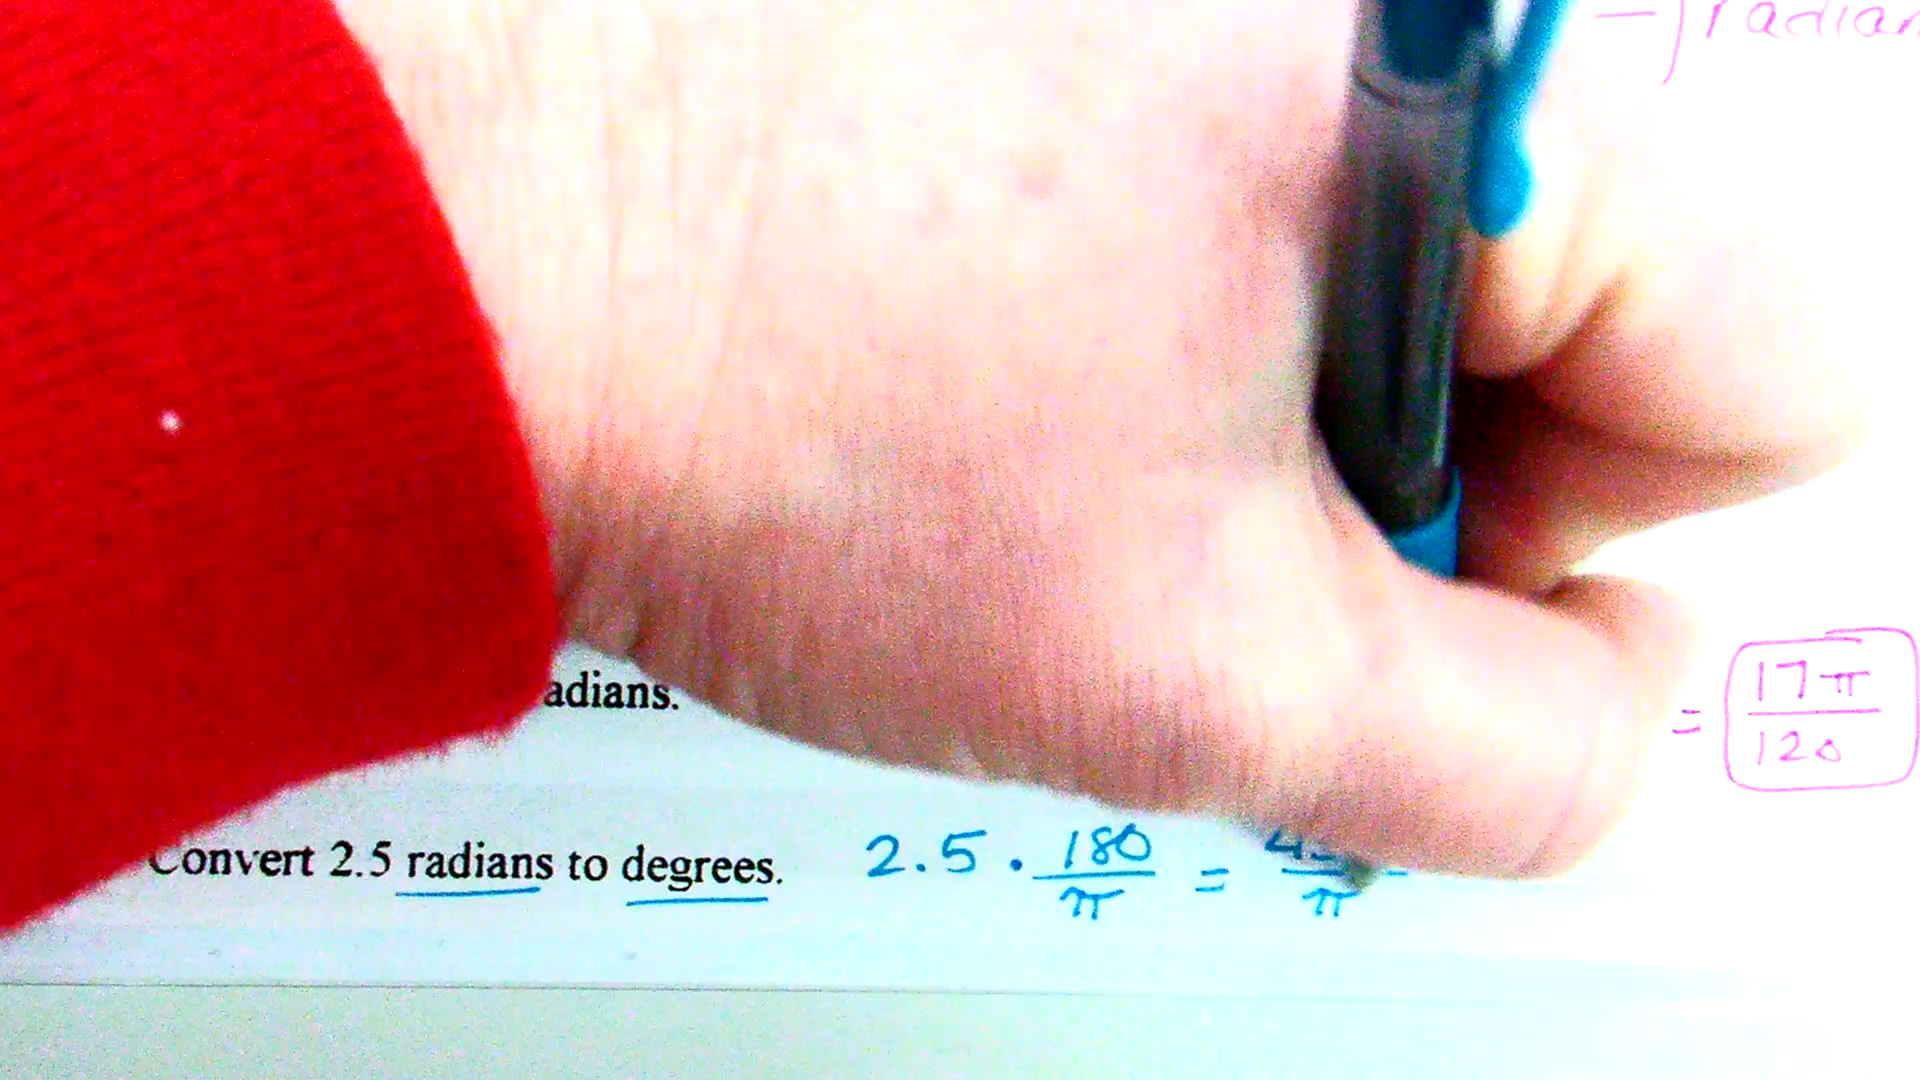 radian
adians.
= 17π/120
Convert 2.5 radians to degrees. 2.5 · 180/π = /π